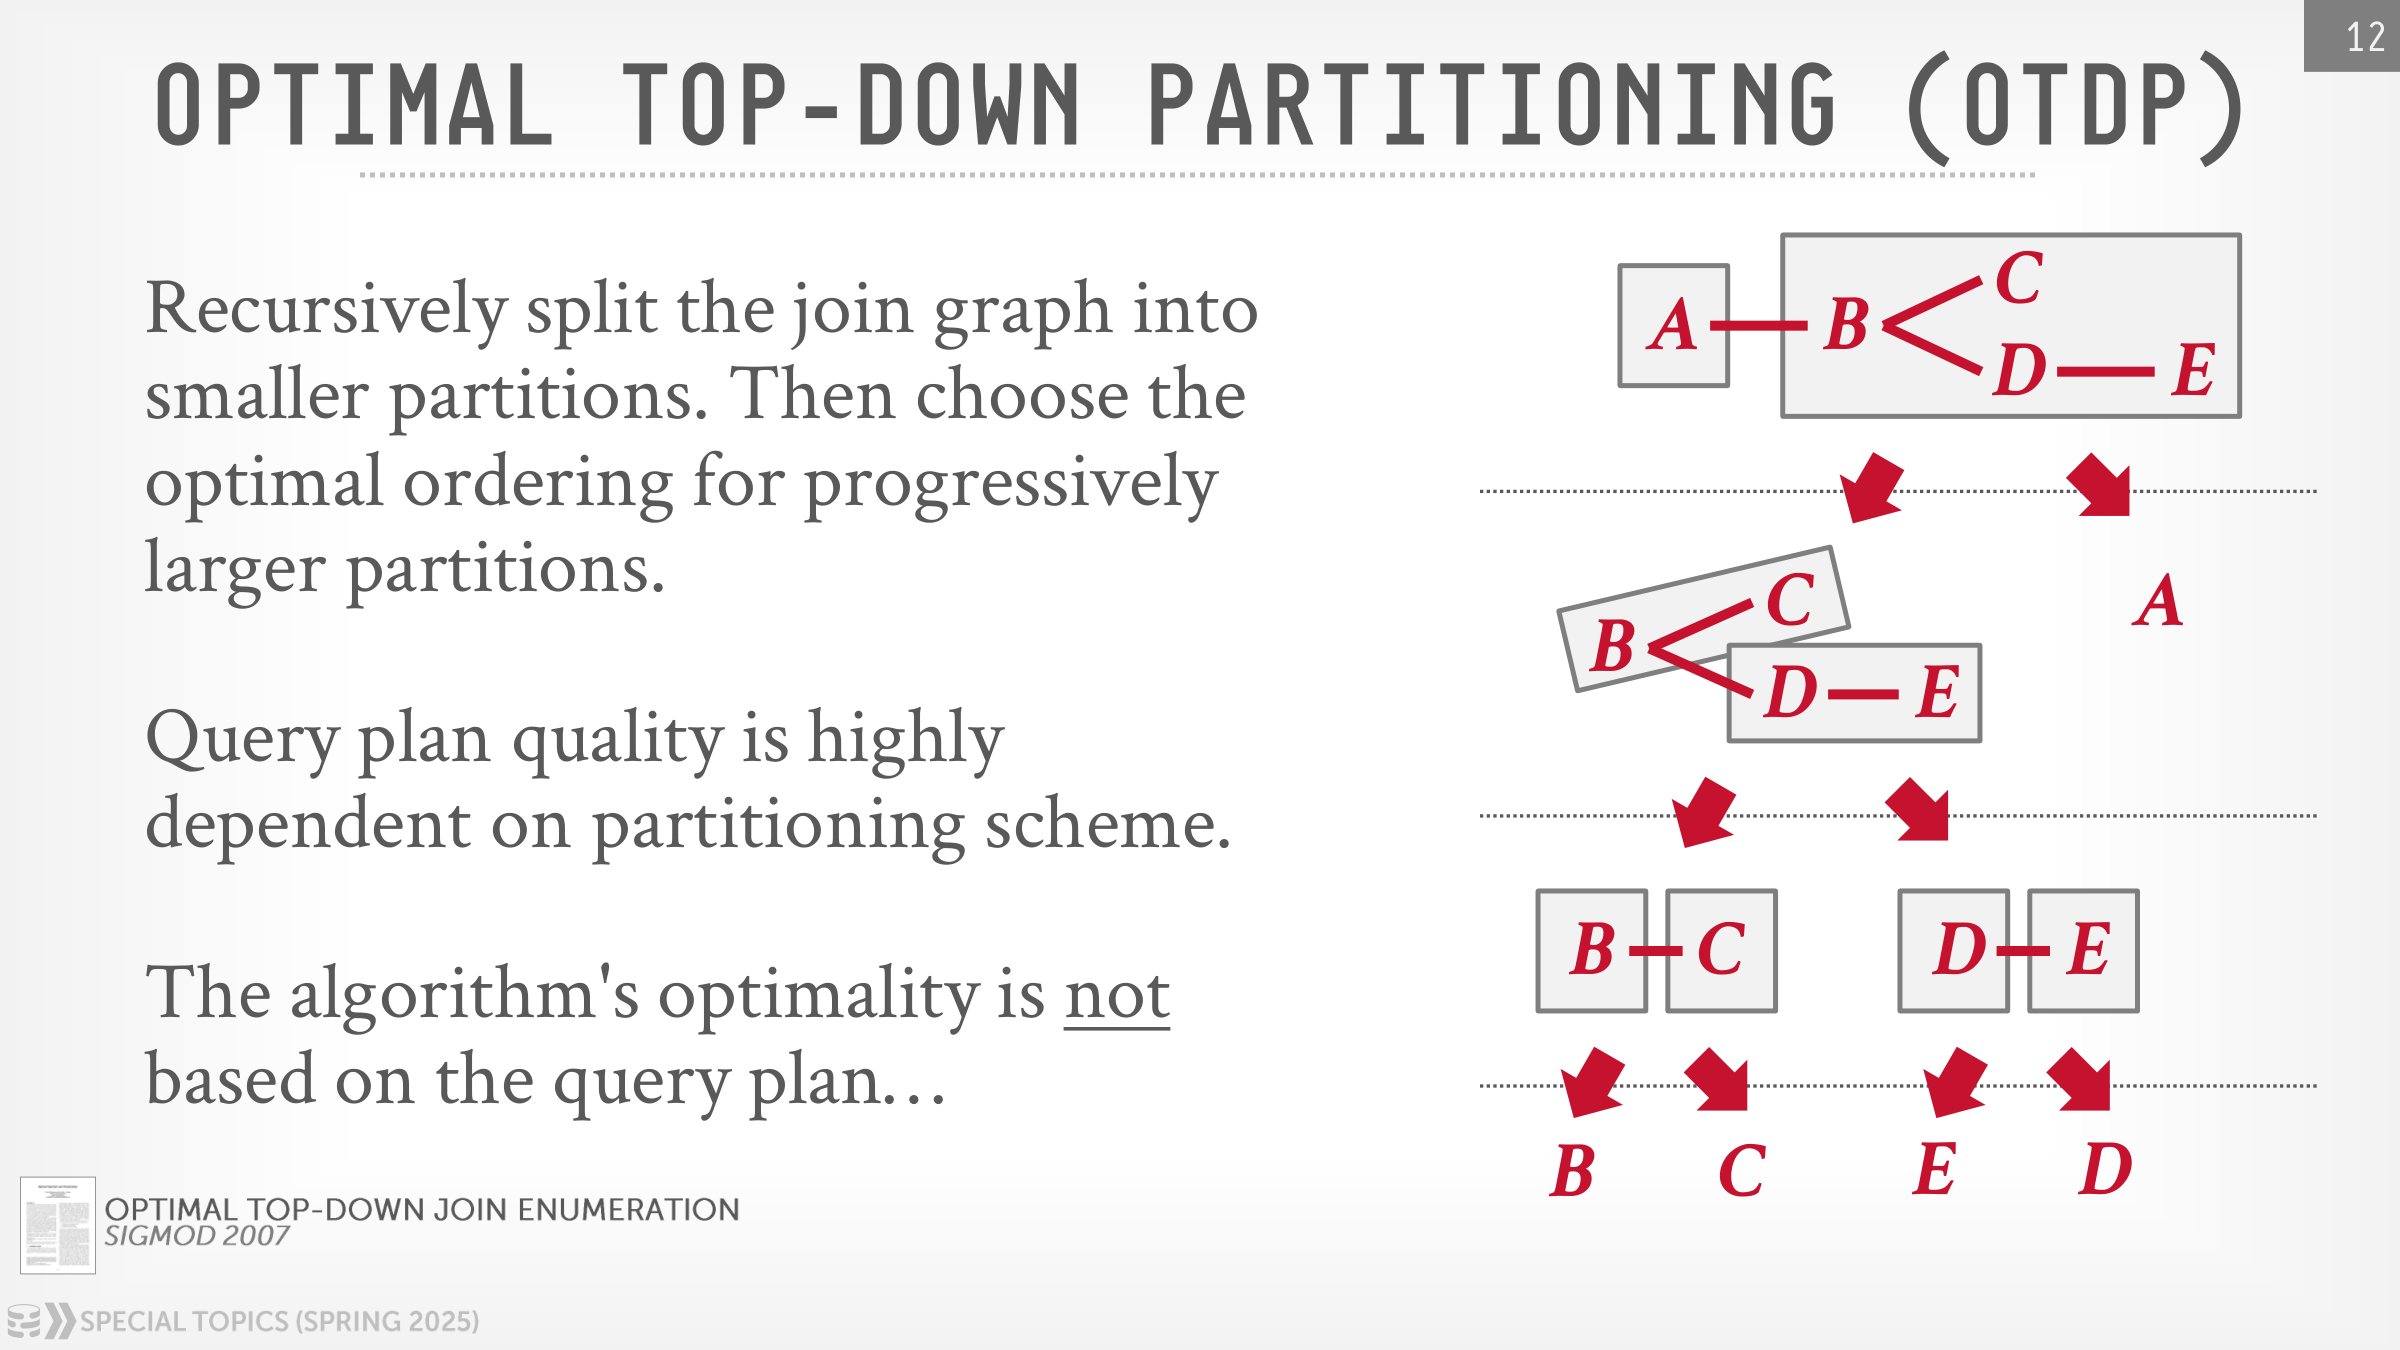 12
OPTIMAL TOP-DOWN PARTITIONING (OTDP)
Recursively split the join graph into
smaller partitions. Then choose the
optimal ordering for progressively
larger partitions.
Query plan quality is highly
dependent on partitioning scheme.
The algorithm's optimality is not
based on the query plan…
A B C
D E
B C
D E
A
B C D E
B C E D
OPTIMAL TOP-DOWN JOIN ENUMERATION
SIGMOD 2007
SPECIAL TOPICS (SPRING 2025)